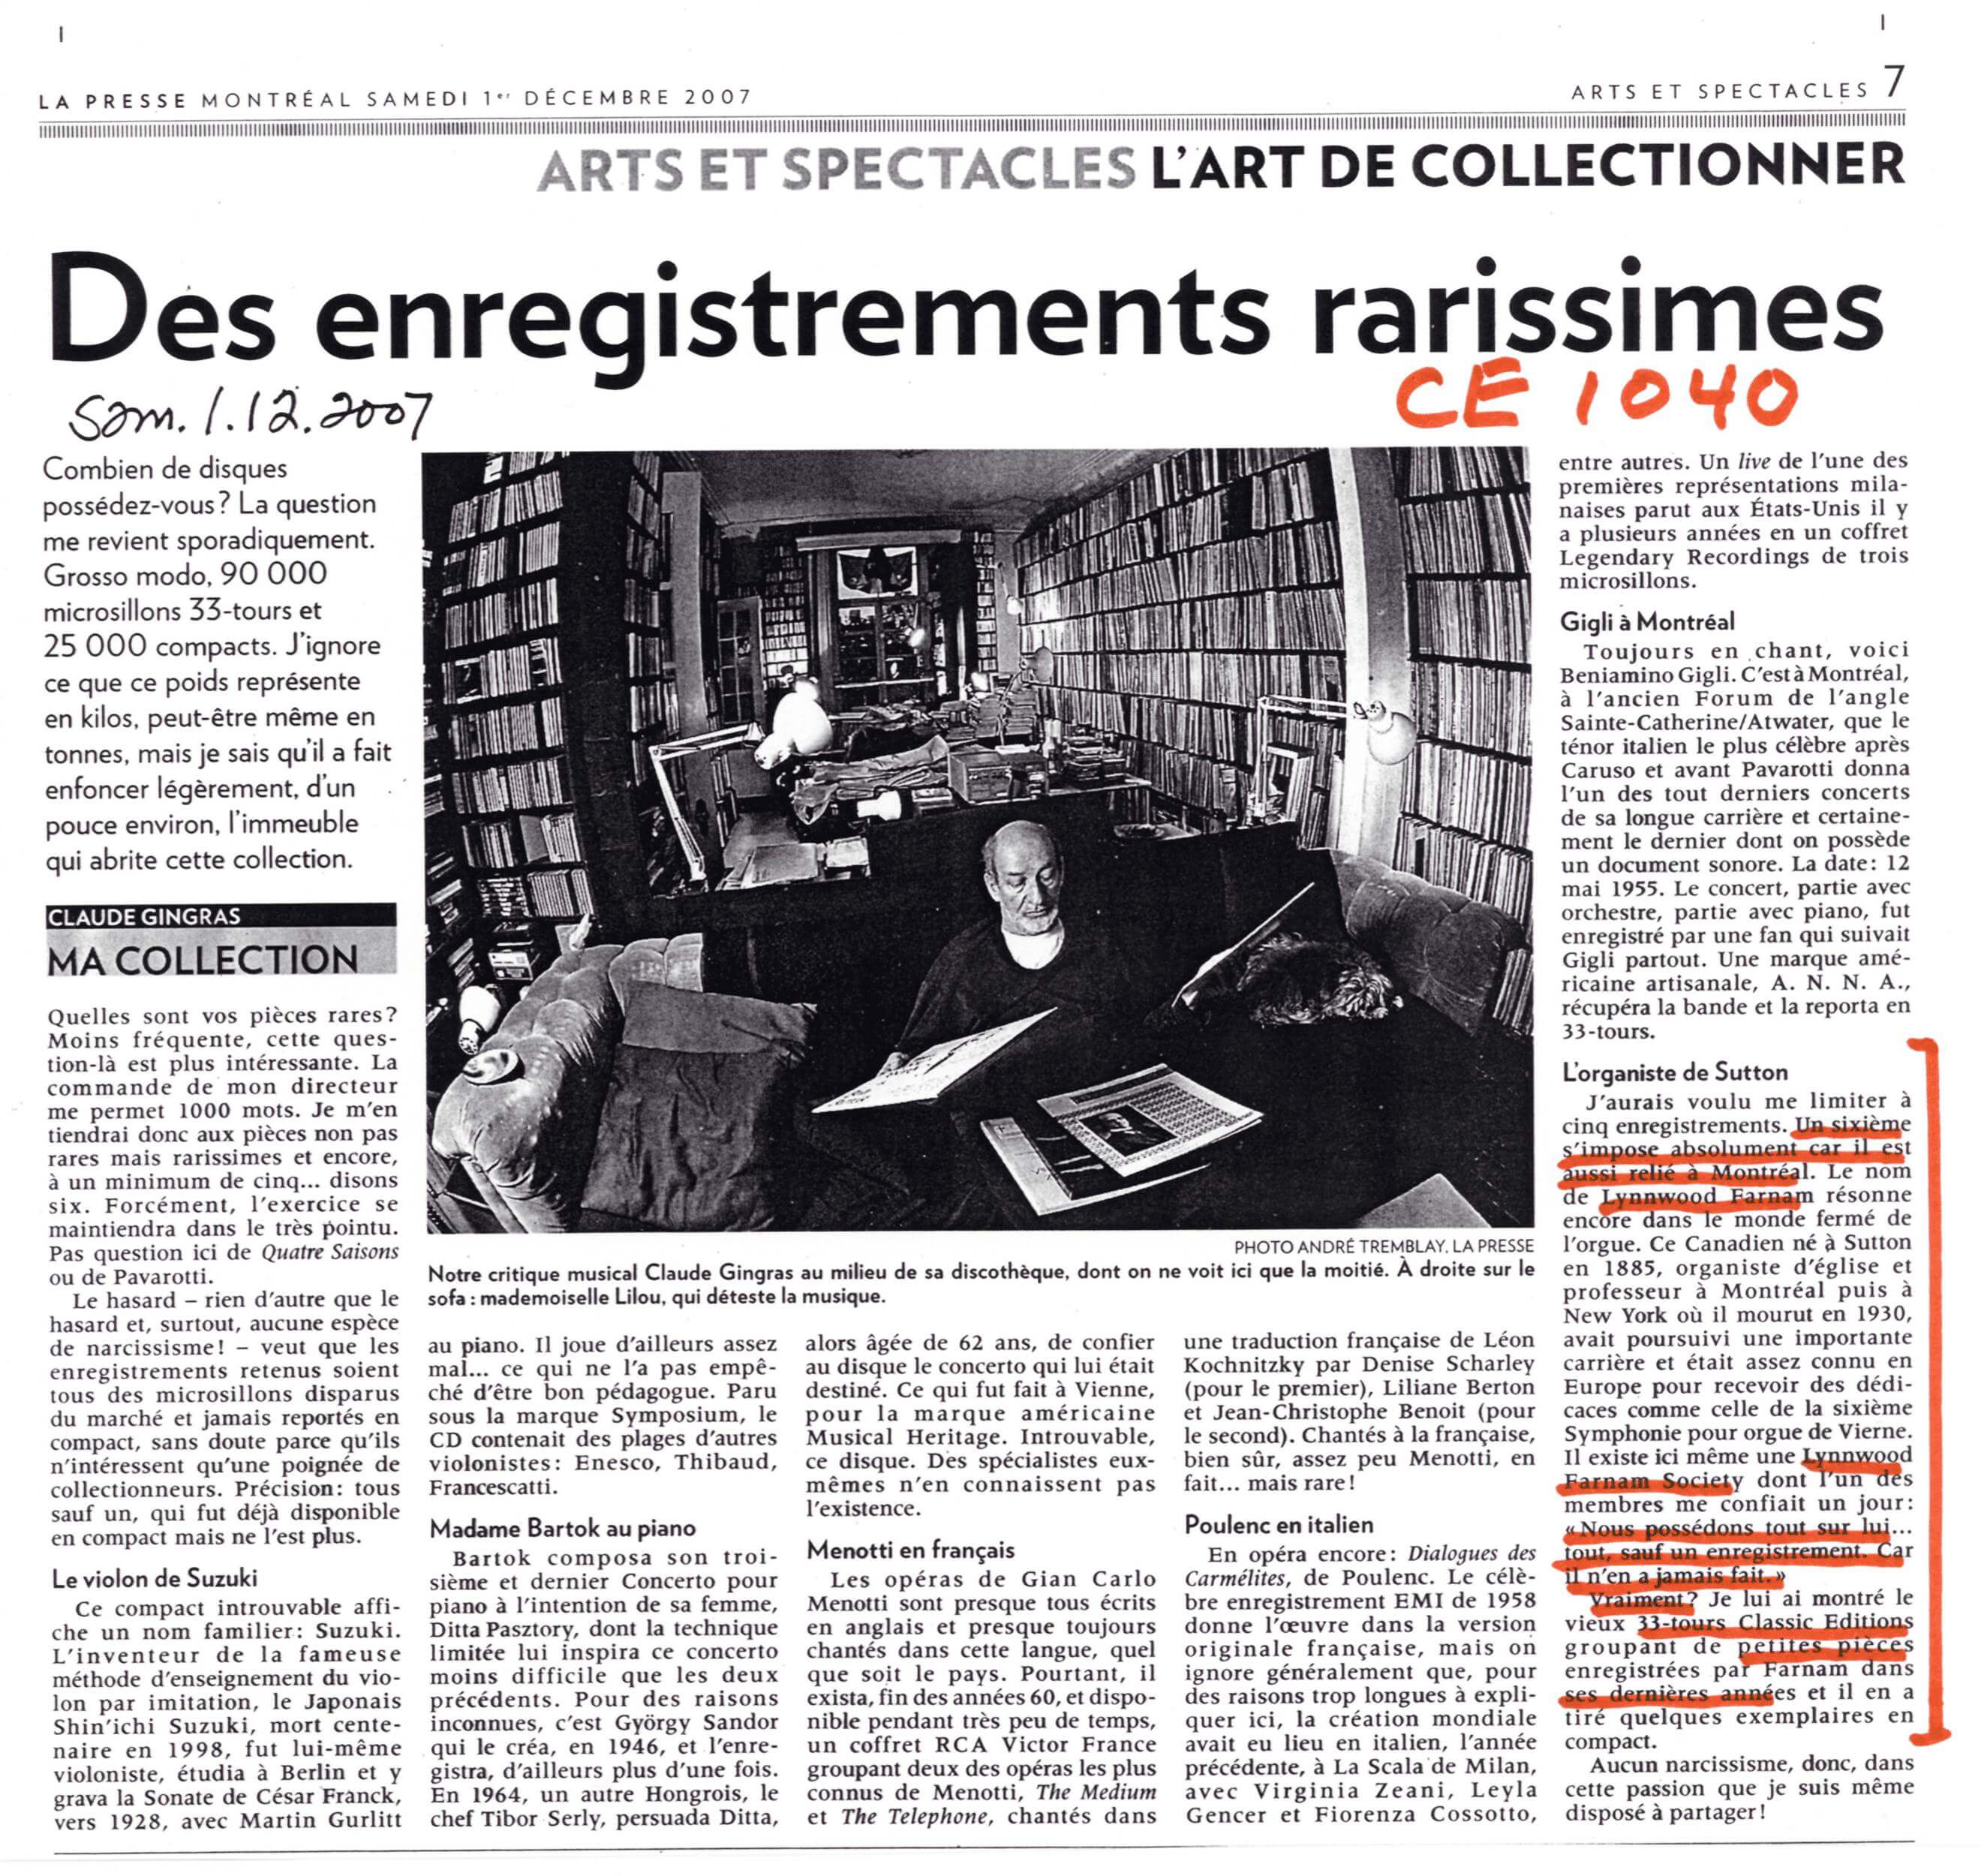 LA PRESSE MONTRÉAL SAMEDI 1er DÉCEMBRE 2007
ARTS ET SPECTACLES 7
ARTS ET SPECTACLES L'ART DE COLLECTIONNER
Des enregistrements rarissimes
Sam. 1.12.2007
CE 1040
Combien de disques
possédez-vous? La question
me revient sporadiquement.
Grosso modo, 90 000
microsillons 33-tours et
25 000 compacts. J'ignore
ce que ce poids représente
en kilos, peut-être même en
tonnes, mais je sais qu'il a fait
enfoncer légèrement, d'un
pouce environ, l'immeuble
qui abrite cette collection.
CLAUDE GINGRAS
MA COLLECTION
Quelles sont vos pièces rares?
Moins fréquente, cette ques-
tion-là est plus intéressante. La
commande de mon directeur
me permet 1000 mots. Je m'en
tiendrai donc aux pièces non pas
rares mais rarissimes et encore,
à un minimum de cinq... disons
six. Forcément, l'exercice se
maintiendra dans le très pointu.
Pas question ici de Quatre Saisons
ou de Pavarotti.
Le hasard – rien d'autre que le
hasard et, surtout, aucune espèce
de narcissisme! – veut que les
enregistrements retenus soient
tous des microsillons disparus
du marché et jamais reportés en
compact, sans doute parce qu'ils
n'intéressent qu'une poignée de
collectionneurs. Précision: tous
sauf un, qui fut déjà disponible
en compact mais ne l'est plus.
Le violon de Suzuki
Ce compact introuvable affi-
che un nom familier: Suzuki.
L'inventeur de la fameuse
méthode d'enseignement du vio-
lon par imitation, le Japonais
Shin'ichi Suzuki, mort cente-
naire en 1998, fut lui-même
violoniste, étudia à Berlin et y
grava la Sonate de César Franck,
vers 1928, avec Martin Gurlitt
PHOTO ANDRÉ TREMBLAY, LA PRESSE
Notre critique musical Claude Gingras au milieu de sa discothèque, dont on ne voit ici que la moitié. À droite sur le
sofa : mademoiselle Lilou, qui déteste la musique.
au piano. Il joue d'ailleurs assez
mal... ce qui ne l'a pas empê-
ché d'être bon pédagogue. Paru
sous la marque Symposium, le
CD contenait des plages d'autres
violonistes: Enesco, Thibaud,
Francescatti.
Madame Bartok au piano
Bartok composa son troi-
sième et dernier Concerto pour
piano à l'intention de sa femme,
Ditta Pasztory, dont la technique
limitée lui inspira ce concerto
moins difficile que les deux
précédents. Pour des raisons
inconnues, c'est György Sandor
qui le créa, en 1946, et l'enre-
gistra, d'ailleurs plus d'une fois.
En 1964, un autre Hongrois, le
chef Tibor Serly, persuada Ditta,
alors âgée de 62 ans, de confier
au disque le concerto qui lui était
destiné. Ce qui fut fait à Vienne,
pour la marque américaine
Musical Heritage. Introuvable,
ce disque. Des spécialistes eux-
mêmes n'en connaissent pas
l'existence.
Menotti en français
Les opéras de Gian Carlo
Menotti sont presque tous écrits
en anglais et presque toujours
chantés dans cette langue, quel
que soit le pays. Pourtant, il
exista, fin des années 60, et dispo-
nible pendant très peu de temps,
un coffret RCA Victor France
groupant deux des opéras les plus
connus de Menotti, The Medium
et The Telephone, chantés dans
une traduction française de Léon
Kochnitzky par Denise Scharley
(pour le premier), Liliane Berton
et Jean-Christophe Benoit (pour
le second). Chantés à la française,
bien sûr, assez peu Menotti, en
fait... mais rare!
Poulenc en italien
En opéra encore: Dialogues des
Carmélites, de Poulenc. Le célè-
bre enregistrement EMI de 1958
donne l'œuvre dans la version
originale française, mais on
ignore généralement que, pour
des raisons trop longues à expli-
quer ici, la création mondiale
avait eu lieu en italien, l'année
précédente, à La Scala de Milan,
avec Virginia Zeani, Leyla
Gencer et Fiorenza Cossotto,
entre autres. Un live de l'une des
premières représentations mila-
naises parut aux États-Unis il y
a plusieurs années en un coffret
Legendary Recordings de trois
microsillons.
Gigli à Montréal
Toujours en chant, voici
Beniamino Gigli. C'est à Montréal,
à l'ancien Forum de l'angle
Sainte-Catherine/Atwater, que le
ténor italien le plus célèbre après
Caruso et avant Pavarotti donna
l'un des tout derniers concerts
de sa longue carrière et certaine-
ment le dernier dont on possède
un document sonore. La date: 12
mai 1955. Le concert, partie avec
orchestre, partie avec piano, fut
enregistré par une fan qui suivait
Gigli partout. Une marque amé-
ricaine artisanale, A. N. N. A.,
récupéra la bande et la reporta en
33-tours.
L'organiste de Sutton
J'aurais voulu me limiter à
cinq enregistrements. Un sixième
s'impose absolument car il est
aussi relié à Montréal. Le nom
de Lynnwood Farnam résonne
encore dans le monde fermé de
l'orgue. Ce Canadien né à Sutton
en 1885, organiste d'église et
professeur à Montréal puis à
New York où il mourut en 1930,
avait poursuivi une importante
carrière et était assez connu en
Europe pour recevoir des dédi-
caces comme celle de la sixième
Symphonie pour orgue de Vierne.
Il existe ici même une Lynnwood
Farnam Society dont l'un des
membres me confiait un jour:
«Nous possédons tout sur lui...
tout, sauf un enregistrement. Car
il n'en a jamais fait.»
Vraiment? Je lui ai montré le
vieux 33-tours Classic Editions
groupant de petites pièces
enregistrées par Farnam dans
ses dernières années et il en a
tiré quelques exemplaires en
compact.
Aucun narcissisme, donc, dans
cette passion que je suis même
disposé à partager!